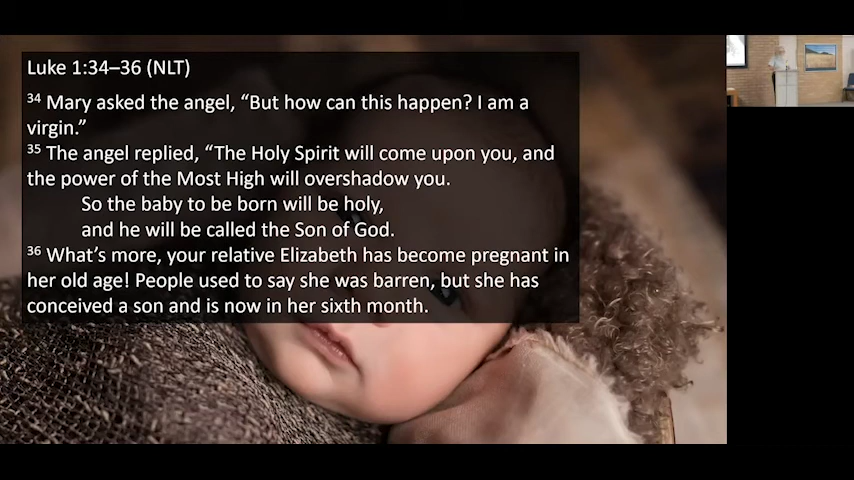 Luke 1:34–36 (NLT)
34 Mary asked the angel, “But how can this happen? I am a
virgin.”
35 The angel replied, “The Holy Spirit will come upon you, and
the power of the Most High will overshadow you.
So the baby to be born will be holy,
and he will be called the Son of God.
36 What’s more, your relative Elizabeth has become pregnant in
her old age! People used to say she was barren, but she has
conceived a son and is now in her sixth month.